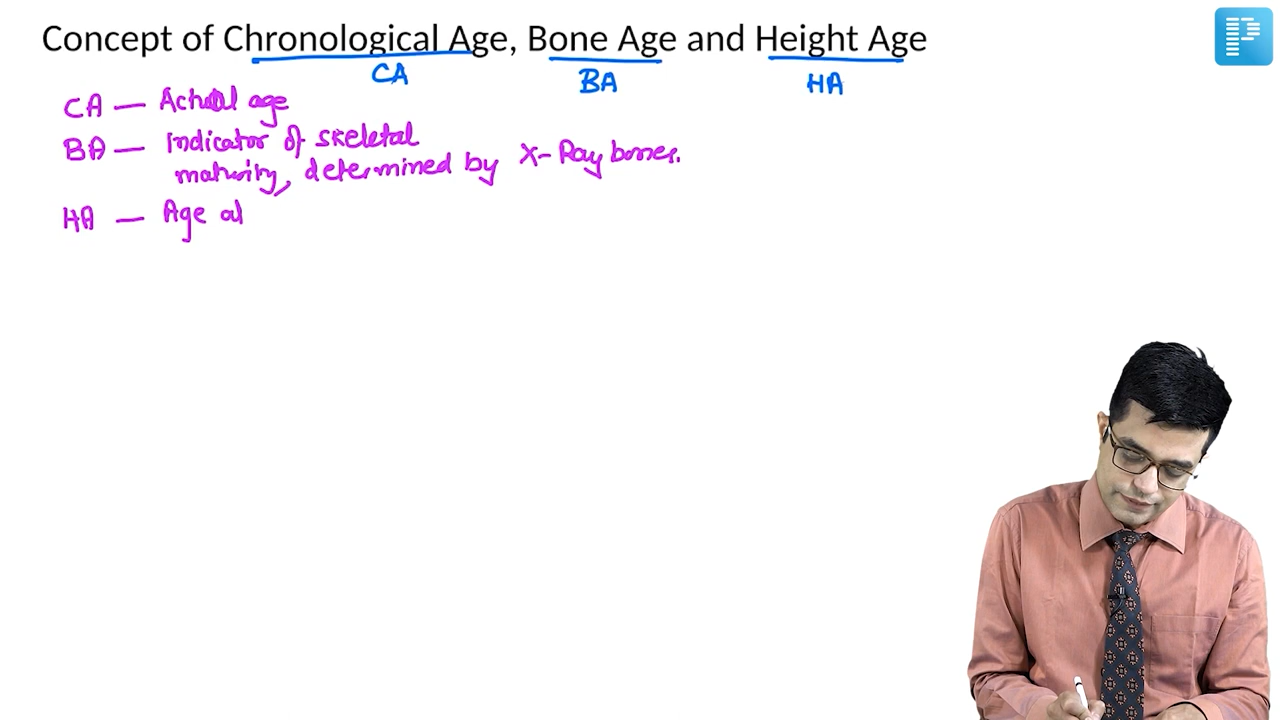 Concept of Chronological Age, Bone Age and Height Age
CA BA HA
CA — Actual age
BA — Indicator of skeletal
maturity, determined by X-Ray bones.
HA — Age at